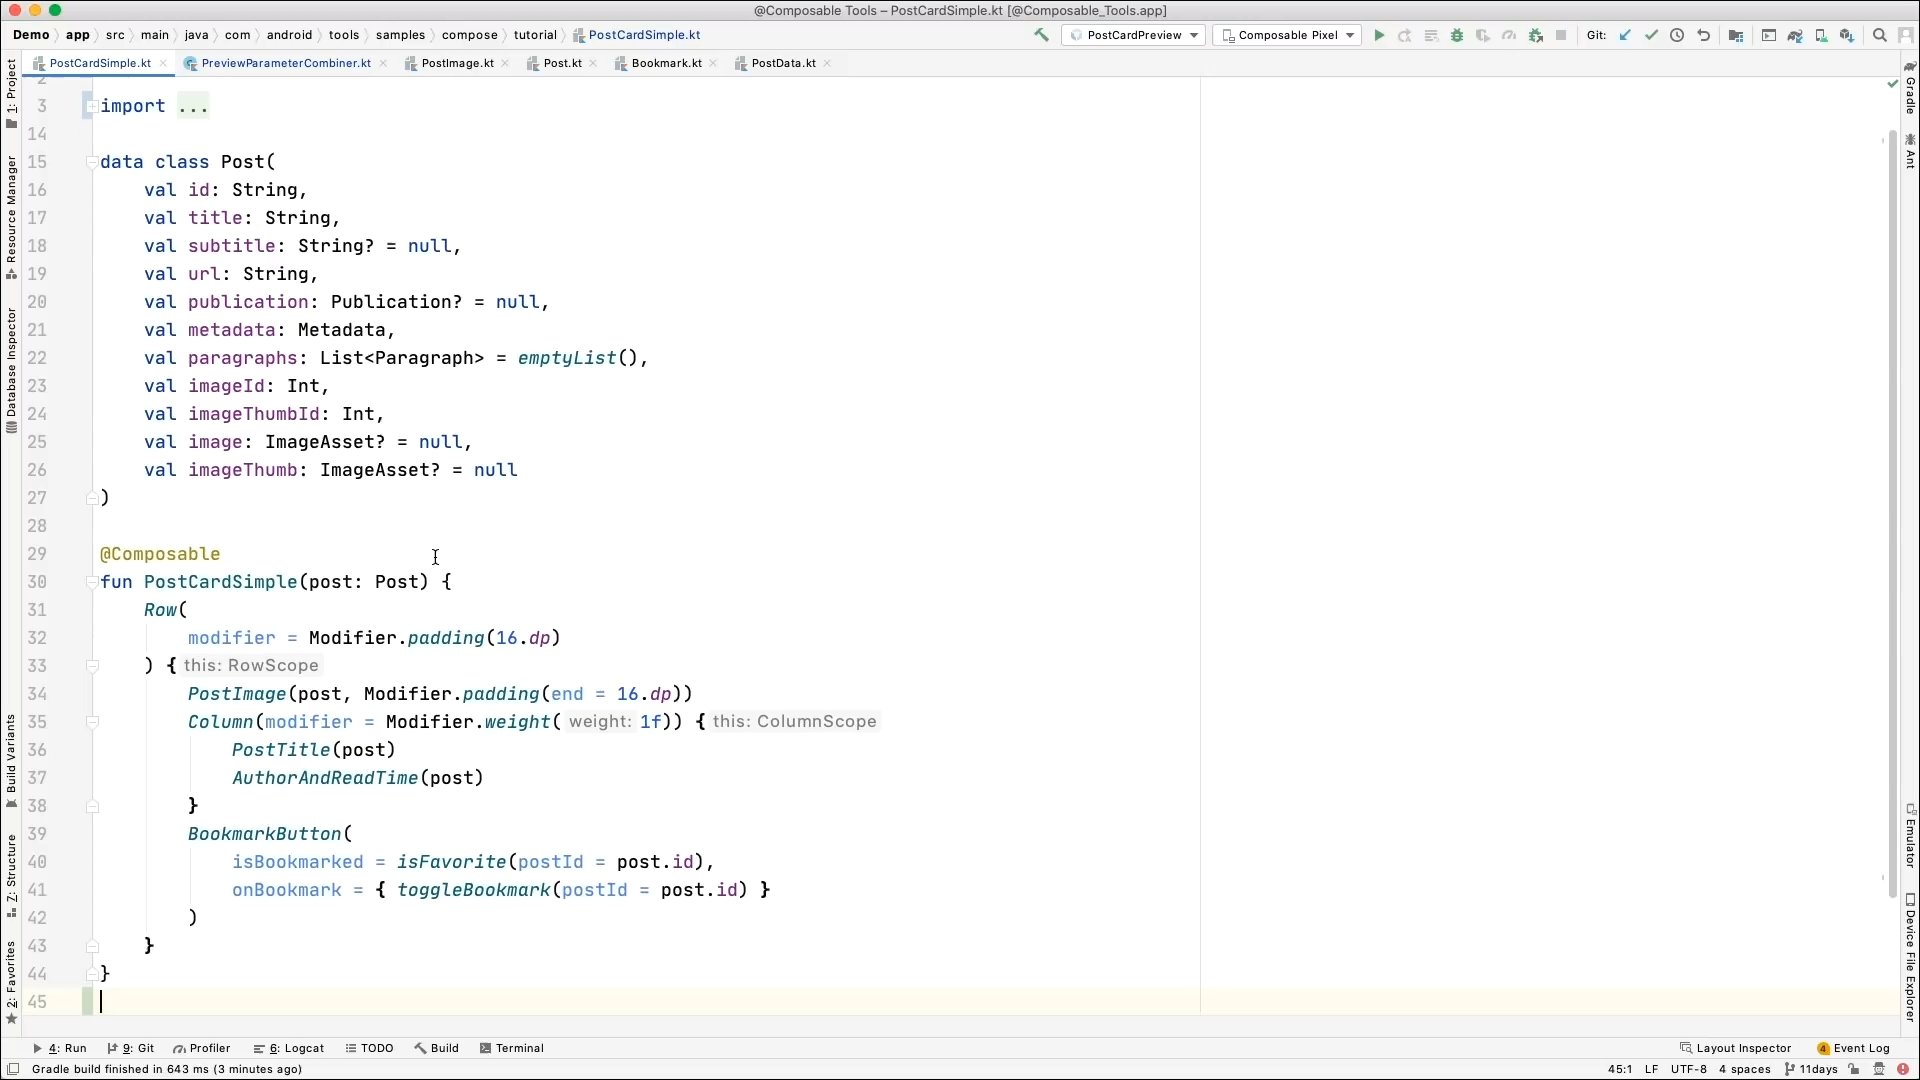 @Composable Tools – PostCardSimple.kt [@Composable_Tools.app]
Demo app src main java com android tools samples compose tutorial PostCardSimple.kt PostCardPreview Composable Pixel Git:
PostCardSimple.kt PreviewParameterCombiner.kt PostImage.kt Post.kt Bookmark.kt PostData.kt
1: Project
Resource Manager
Database Inspector
Build Variants
Z: Structure
2: Favorites
2
3 import ...
14
15 data class Post(
16 val id: String,
17 val title: String,
18 val subtitle: String? = null,
19 val url: String,
20 val publication: Publication? = null,
21 val metadata: Metadata,
22 val paragraphs: List<Paragraph> = emptyList(),
23 val imageId: Int,
24 val imageThumbId: Int,
25 val image: ImageAsset? = null,
26 val imageThumb: ImageAsset? = null
27 )
28
29 @Composable
30 fun PostCardSimple(post: Post) {
31 Row(
32 modifier = Modifier.padding(16.dp)
33 ) { this: RowScope
34 PostImage(post, Modifier.padding(end = 16.dp))
35 Column(modifier = Modifier.weight( weight: 1f)) { this: ColumnScope
36 PostTitle(post)
37 AuthorAndReadTime(post)
38 }
39 BookmarkButton(
40 isBookmarked = isFavorite(postId = post.id),
41 onBookmark = { toggleBookmark(postId = post.id) }
42 )
43 }
44 }
45
Gradle
Ant
Emulator
Device File Explorer
4: Run 9: Git Profiler 6: Logcat TODO Build Terminal Layout Inspector 4 Event Log
Gradle build finished in 643 ms (3 minutes ago) 45:1 LF UTF-8 4 spaces 11days